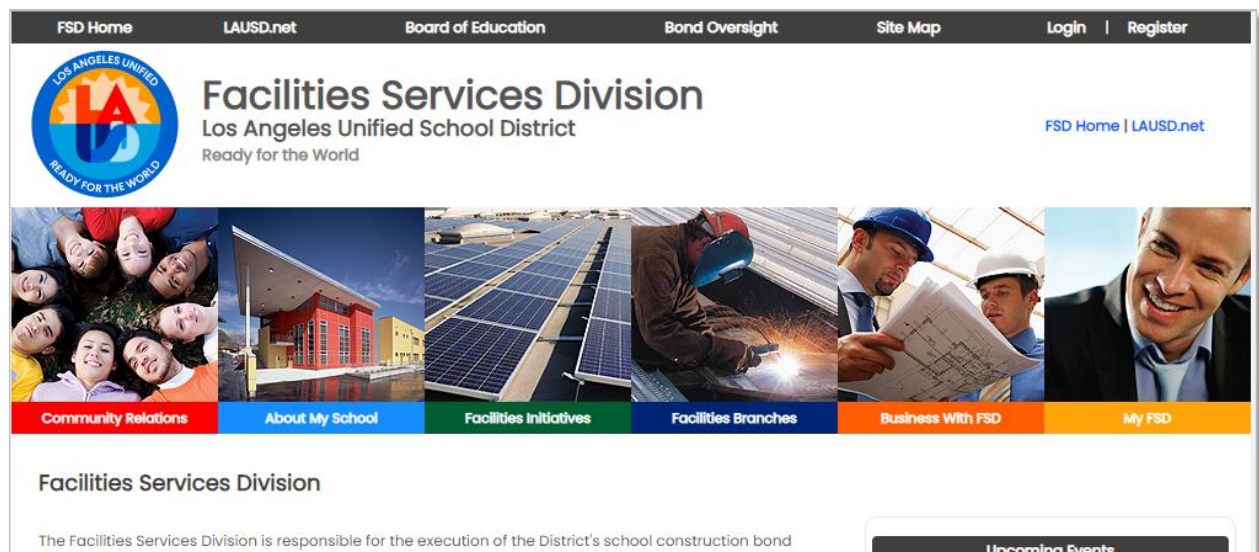 FSD Home LAUSD.net Board of Education Bond Oversight Site Map Login | Register
LOS ANGELES UNIFIED
LAUSD
READY FOR THE WORLD
Facilities Services Division
Los Angeles Unified School District
Ready for the World
FSD Home | LAUSD.net
Community Relations About My School Facilities Initiatives Facilities Branches Business With FSD My FSD
Facilities Services Division
The Facilities Services Division is responsible for the execution of the District's school construction bond
Upcoming Events